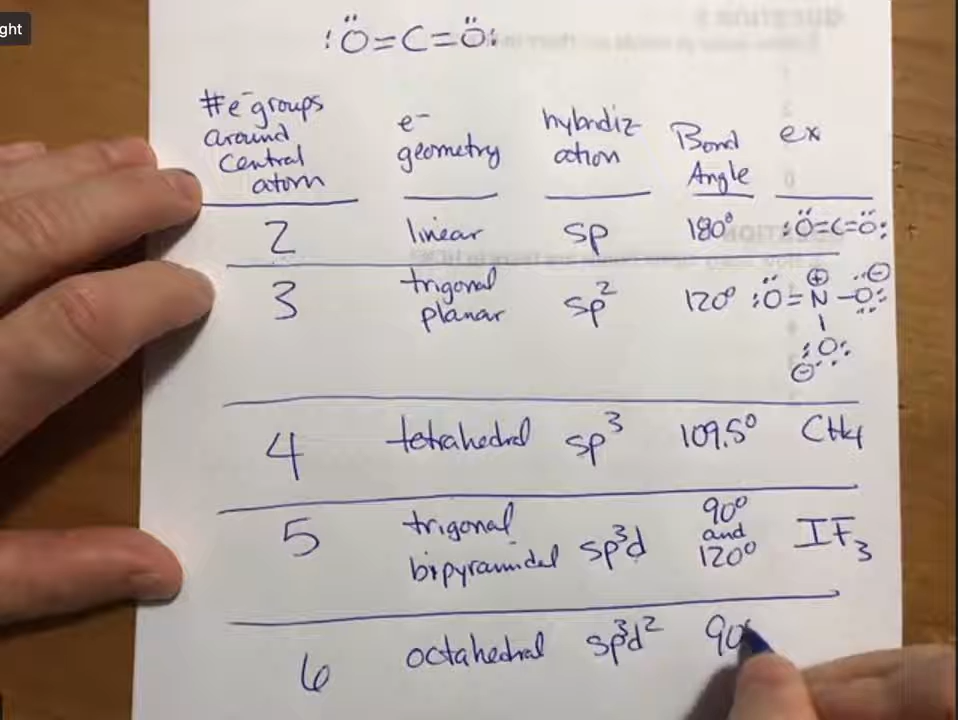 ght
:Ö=C=Ö:
#e⁻groups around central atom
e⁻ geometry
hybridization
Bond Angle
ex
2 linear sp 180° :Ö=C=Ö:
3 trigonal planar sp² 120° :Ö=N⊕-Ö:⊖
:Ö:⊖
4 tetrahedral sp³ 109.5° CH4
5 trigonal bipyramidal sp³d 90° and 120° IF₃
6 octahedral sp³d² 90°